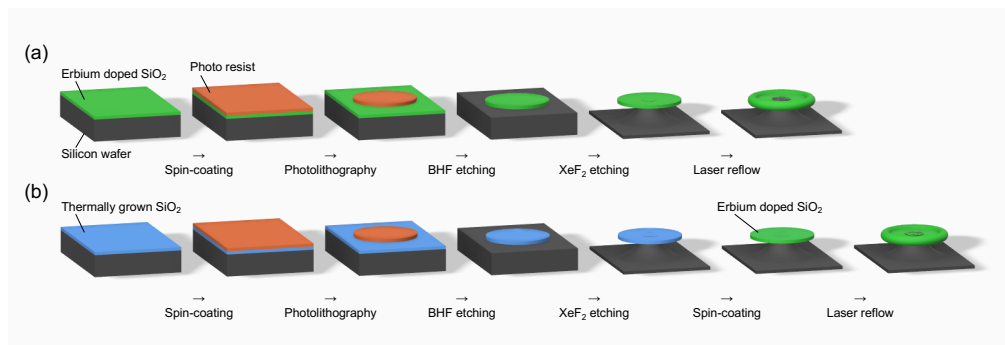 (a)
Erbium doped SiO₂
Photo resist
Silicon wafer
→ → → → →
Spin-coating Photolithography BHF etching XeF₂ etching Laser reflow
(b)
Thermally grown SiO₂
Erbium doped SiO₂
→ → → → → →
Spin-coating Photolithography BHF etching XeF₂ etching Spin-coating Laser reflow